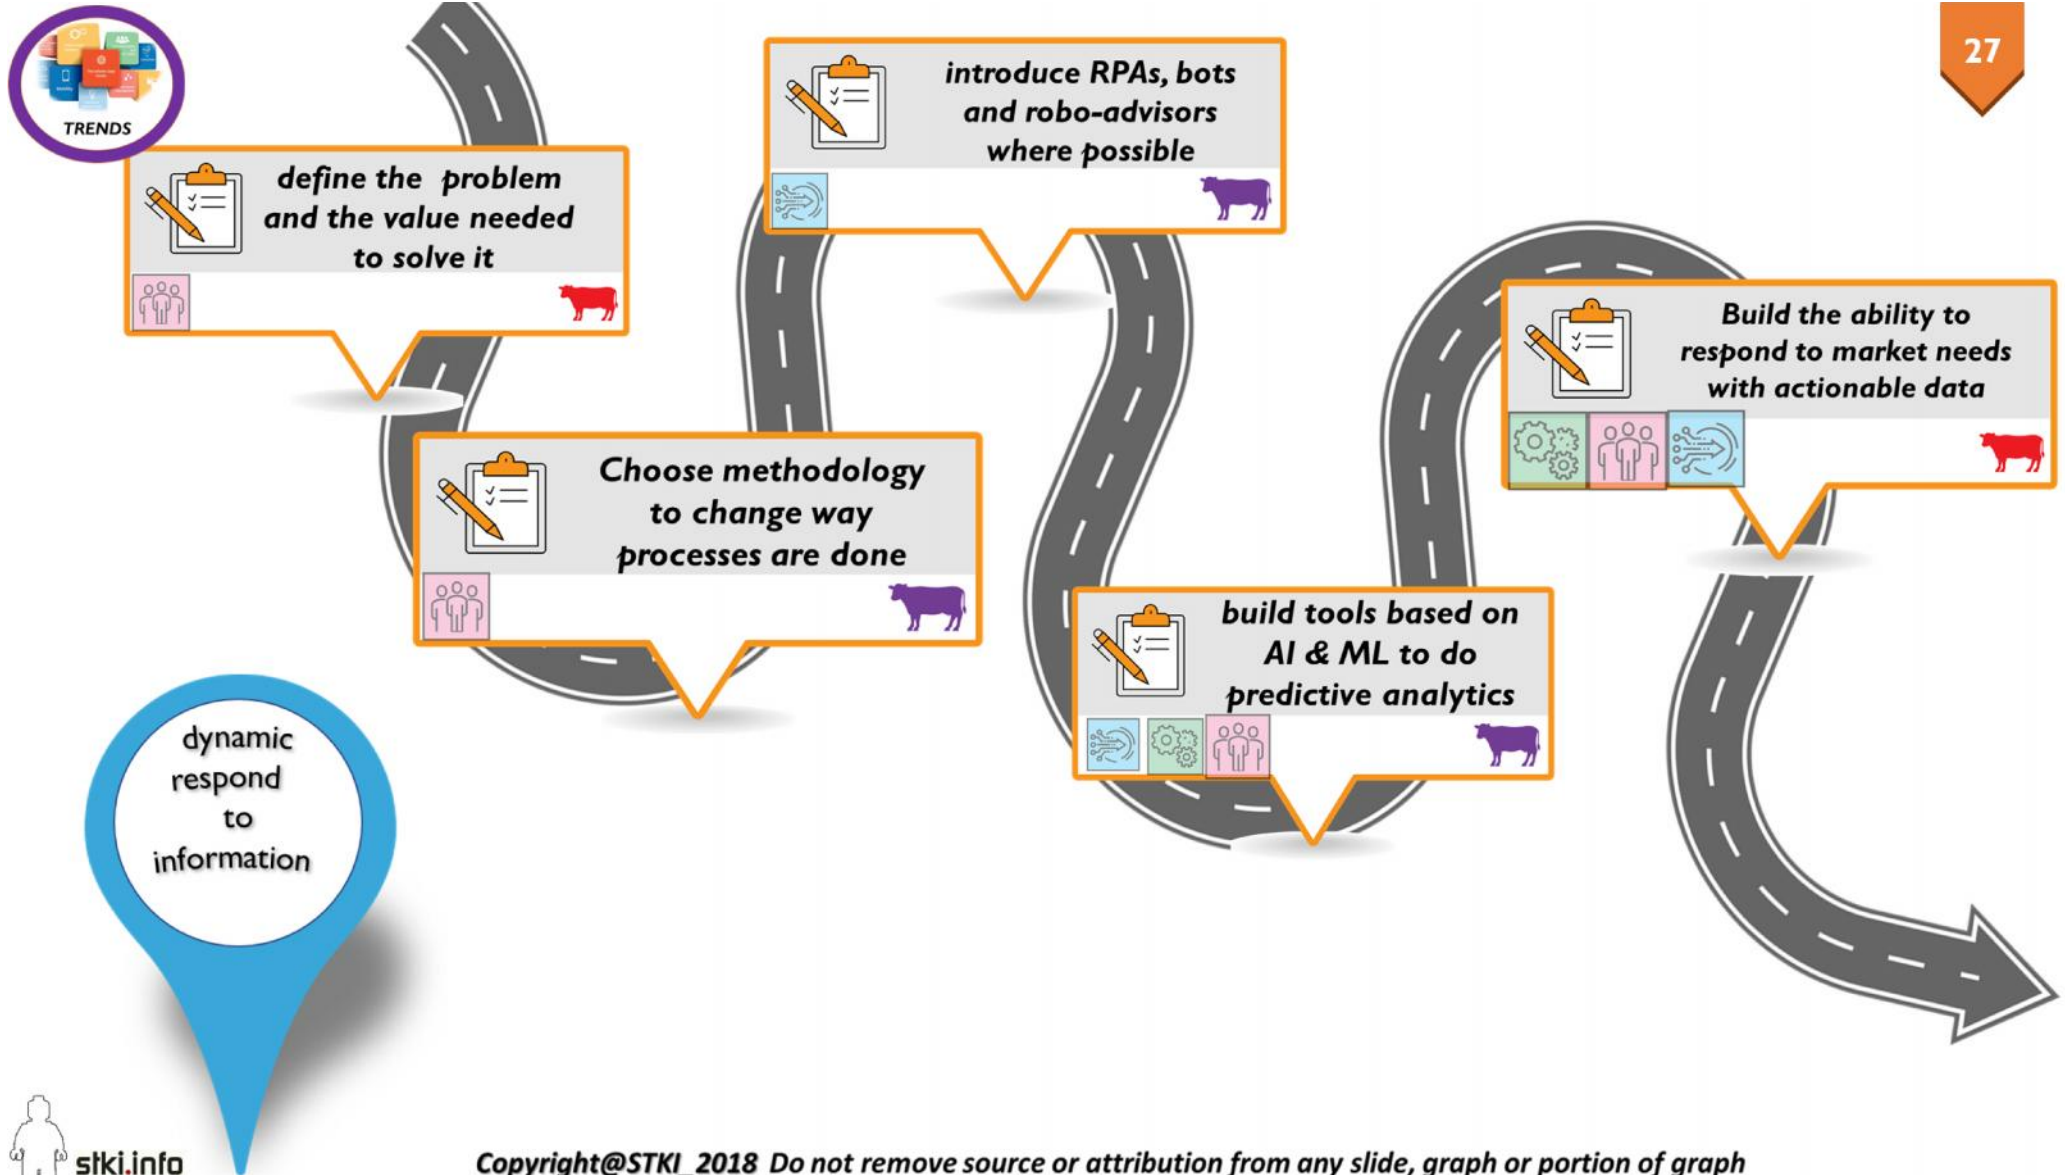 27
TRENDS
define the problem
and the value needed
to solve it
Choose methodology
to change way
processes are done
introduce RPAs, bots
and robo-advisors
where possible
build tools based on
AI & ML to do
predictive analytics
Build the ability to
respond to market needs
with actionable data
dynamic
respond
to
information
stki.info
Copyright@STKI_2018 Do not remove source or attribution from any slide, graph or portion of graph